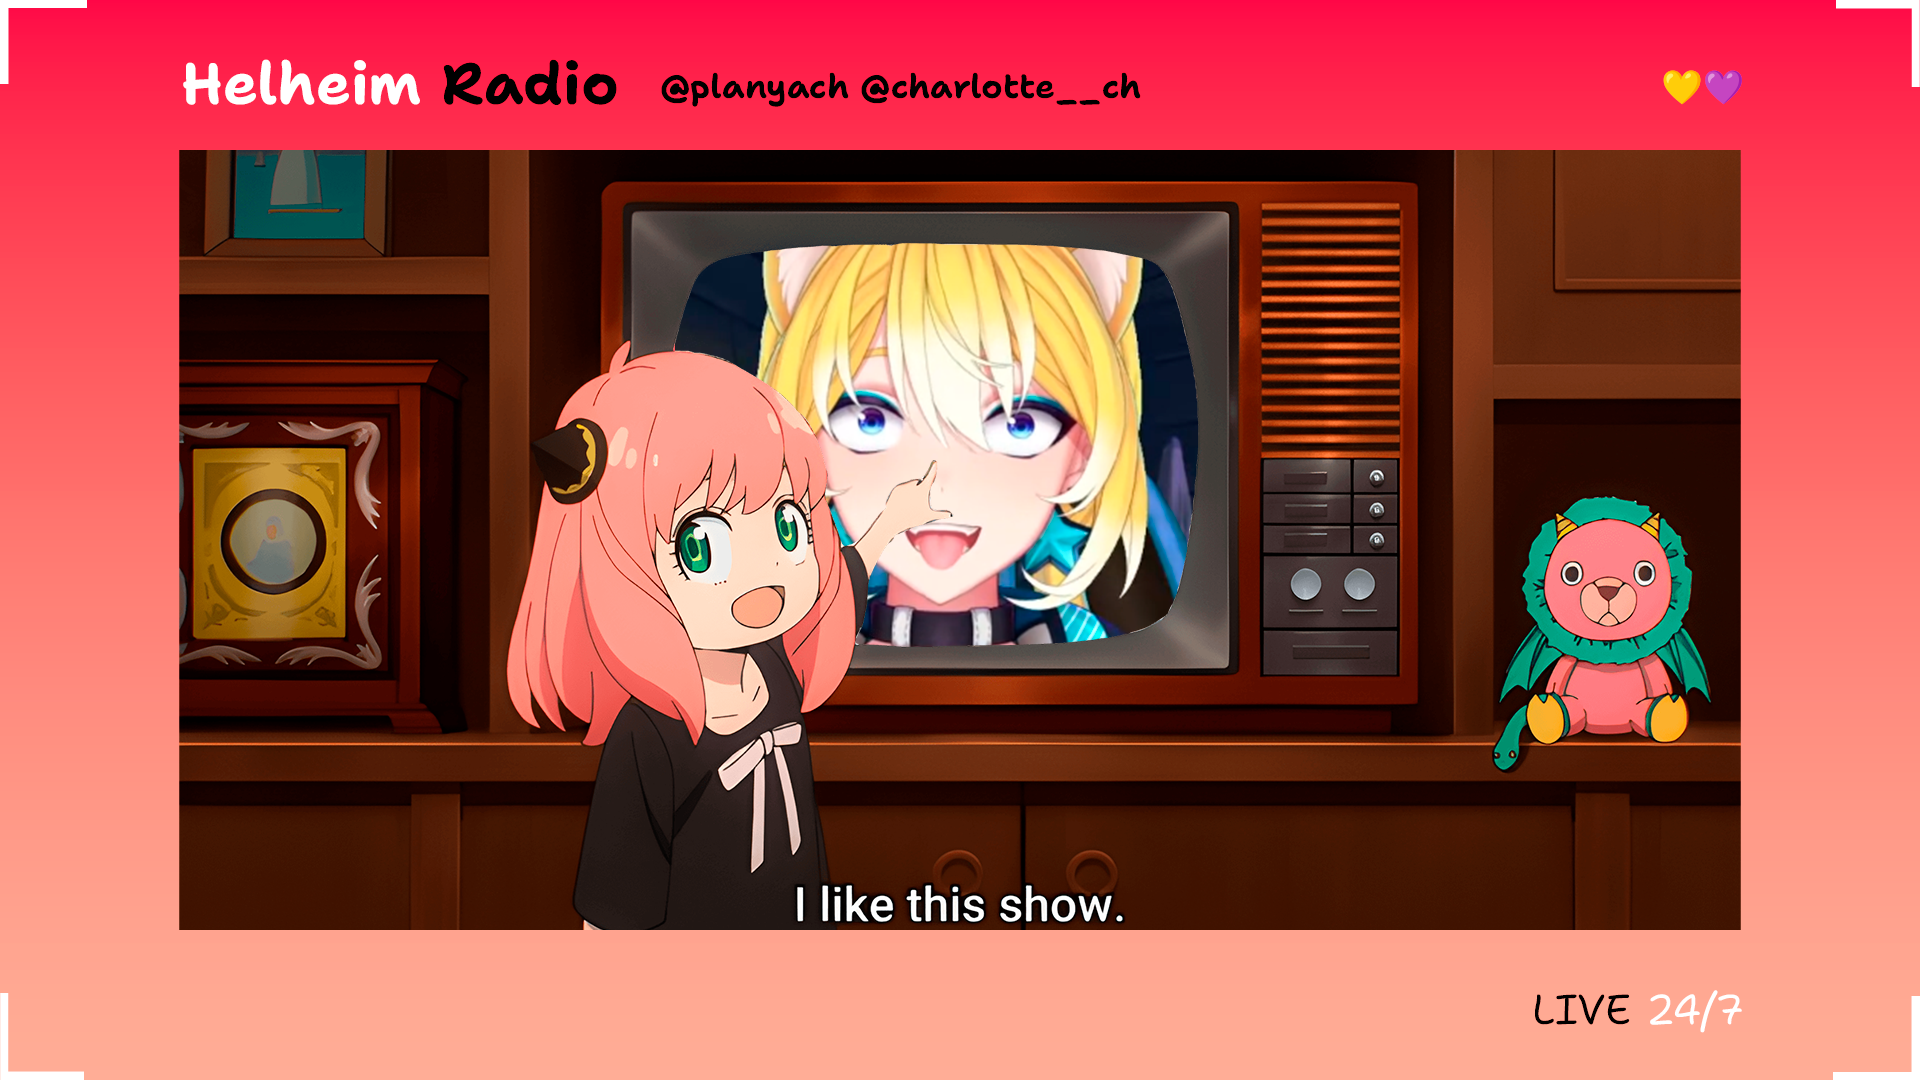 Helheim Radio @planyach @charlotte__ch 💛💜
I like this show.
LIVE 24/7